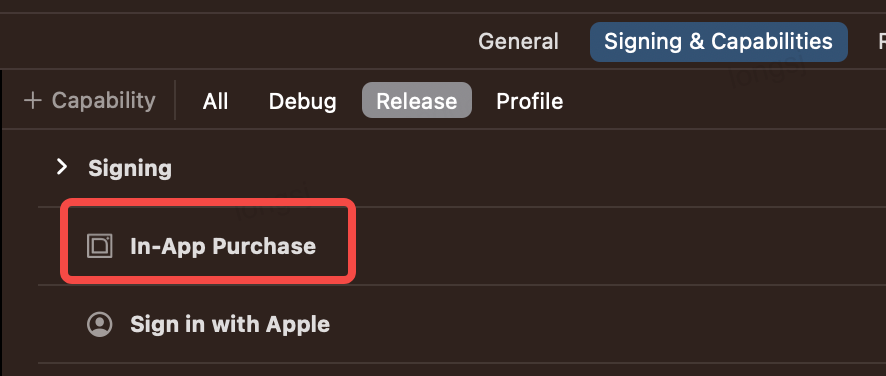 General Signing & Capabilities
+ Capability All Debug Release Profile
Signing
In-App Purchase
Sign in with Apple